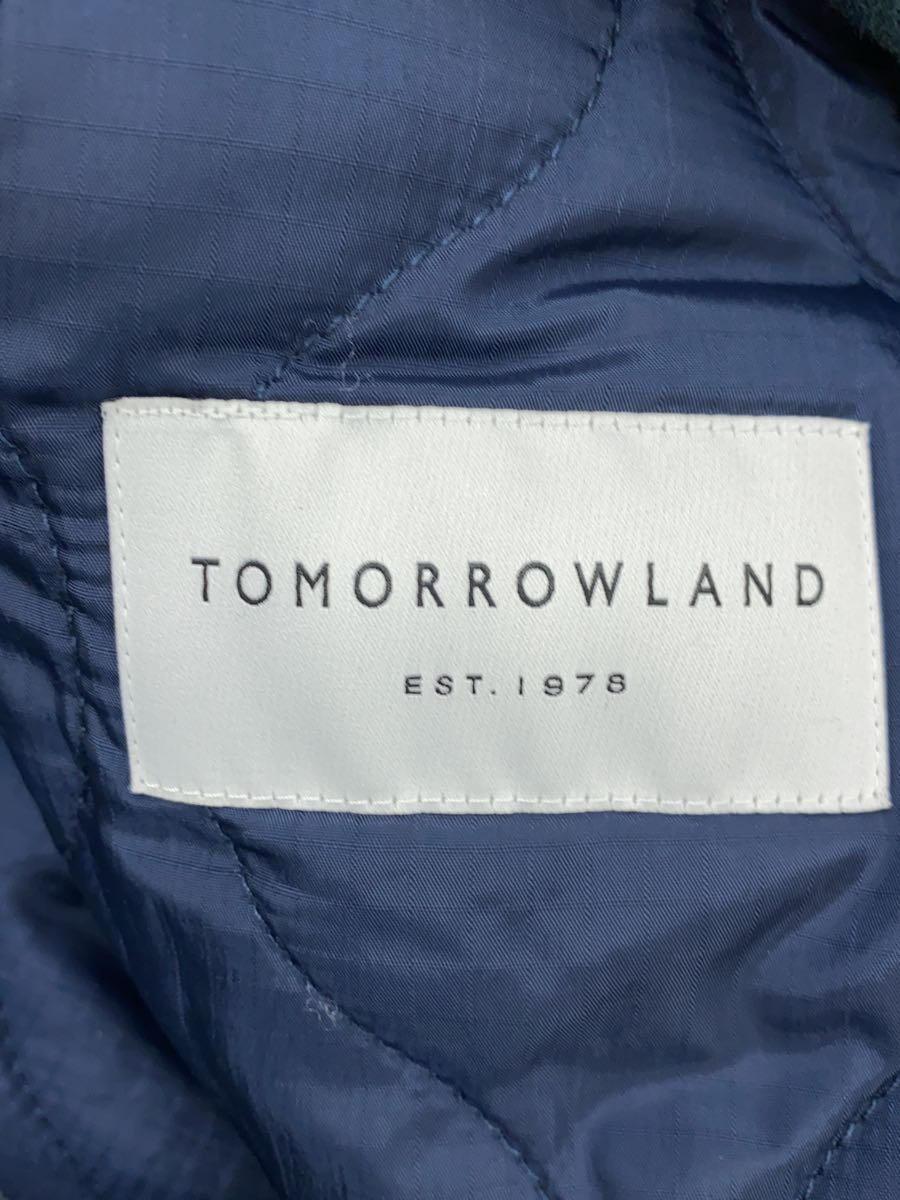 TOMORROWLAND
EST. 1978